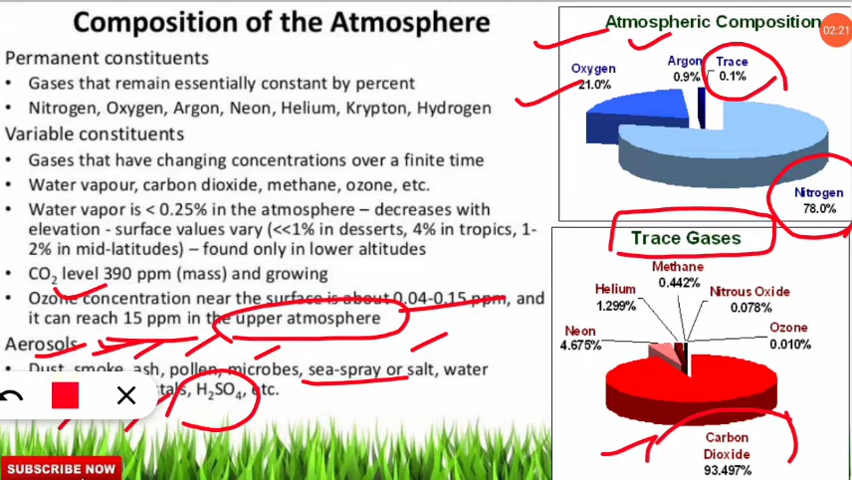 Composition of the Atmosphere
Permanent constituents
• Gases that remain essentially constant by percent
• Nitrogen, Oxygen, Argon, Neon, Helium, Krypton, Hydrogen
Variable constituents
• Gases that have changing concentrations over a finite time
• Water vapour, carbon dioxide, methane, ozone, etc.
• Water vapor is < 0.25% in the atmosphere – decreases with
elevation - surface values vary (<<1% in desserts, 4% in tropics, 1-
2% in mid-latitudes) – found only in lower altitudes
• CO2 level 390 ppm (mass) and growing
• Ozone concentration near the surface is about 0.04-0.15 ppm, and
it can reach 15 ppm in the upper atmosphere
Aerosols
• Dust, smoke, ash, pollen, microbes, sea-spray or salt, water
H2SO4, etc.
SUBSCRIBE NOW
Atmospheric Composition
02:21
Oxygen
21.0%
Argon
0.9%
Trace
0.1%
Nitrogen
78.0%
Trace Gases
Methane
0.442%
Helium
1.299%
Nitrous Oxide
0.078%
Neon
4.675%
Ozone
0.010%
Carbon
Dioxide
93.497%